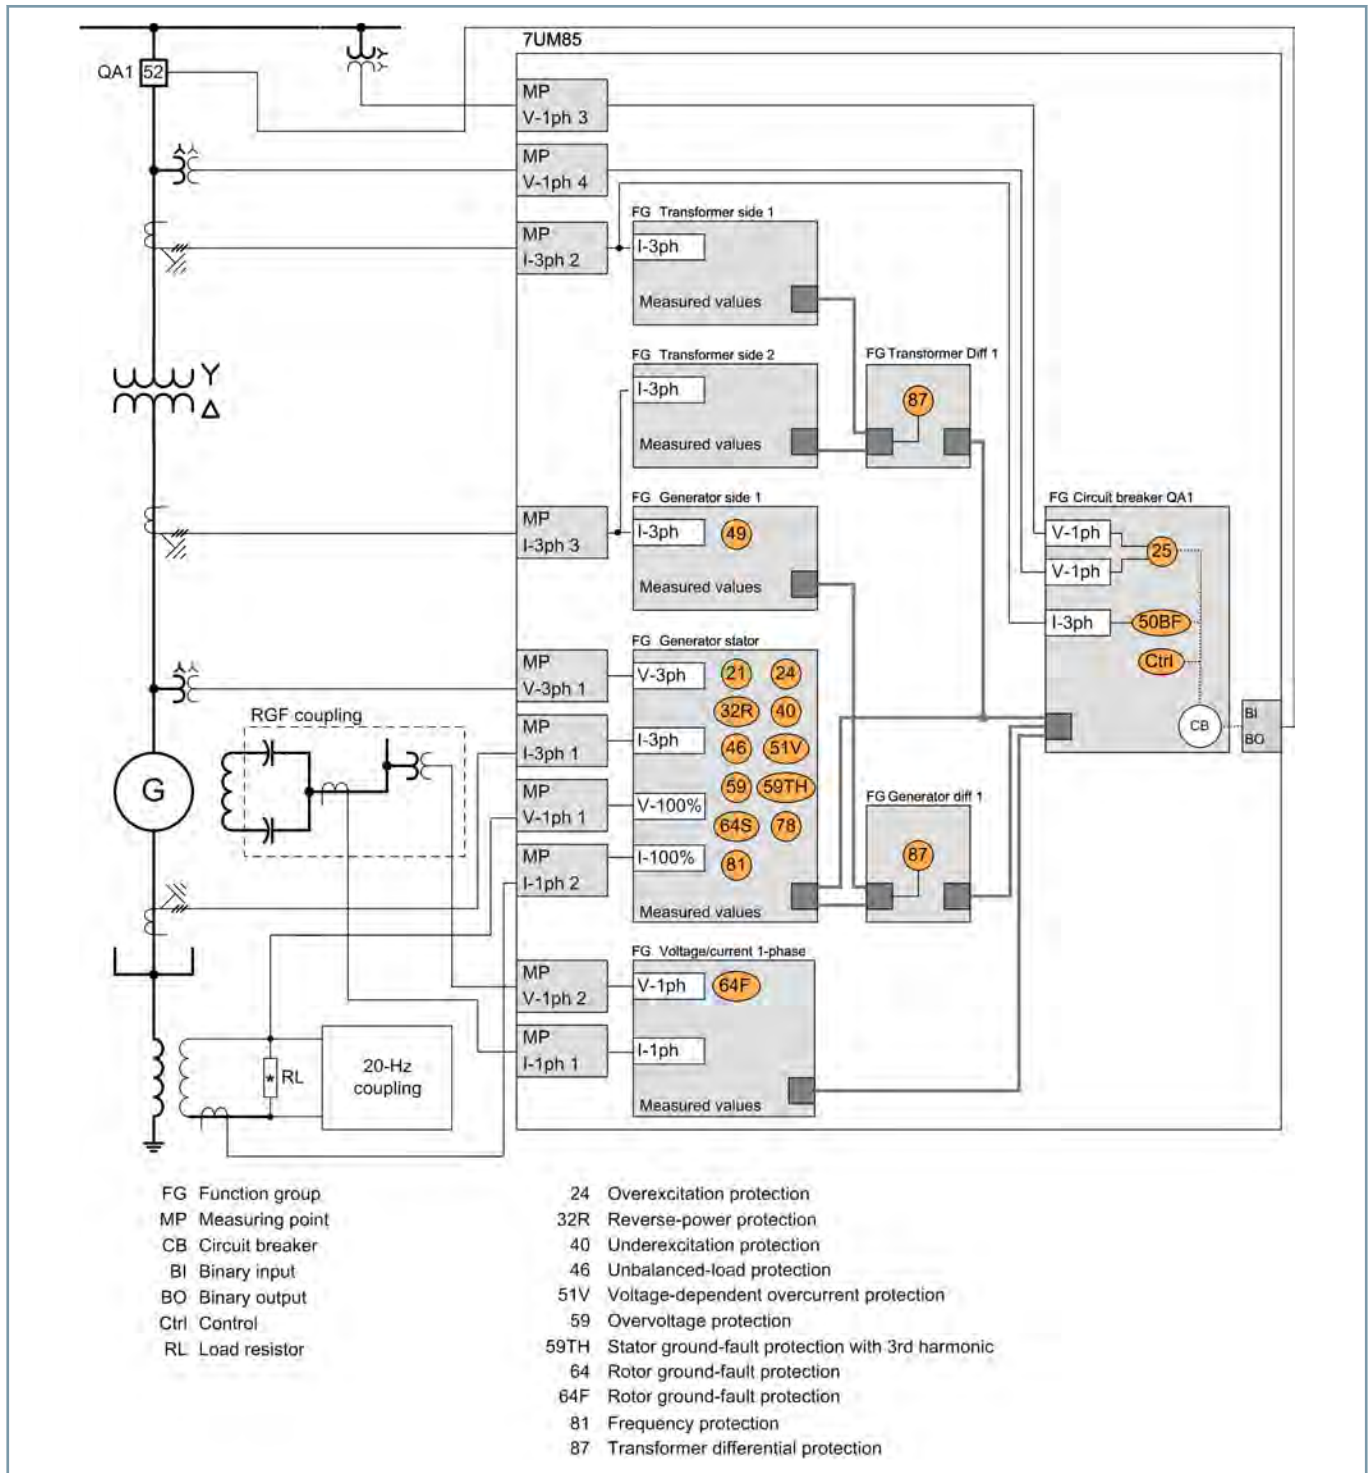 7UM85
QA1 52
MP
V-1ph 3
MP
V-1ph 4
MP
I-3ph 2
FG Transformer side 1
I-3ph
Measured values
FG Transformer side 2
I-3ph
Measured values
FG Transformer Diff 1
87
Y
Δ
MP
I-3ph 3
FG Generator side 1
I-3ph
49
Measured values
FG Circuit breaker QA1
V-1ph
V-1ph
25
I-3ph
50BF
Ctrl
CB
BI
BO
FG Generator stator
MP
V-3ph 1
V-3ph
21 24
32R 40
MP
I-3ph 1
I-3ph
46 51V
MP
V-1ph 1
V-100%
59 59TH
64S 78
MP
I-1ph 2
I-100%
81
Measured values
RGF coupling
G
FG Generator diff 1
87
FG Voltage/current 1-phase
MP
V-1ph 2
V-1ph
64F
MP
I-1ph 1
I-1ph
Measured values
* RL
20-Hz
coupling
FG Function group
MP Measuring point
CB Circuit breaker
BI Binary input
BO Binary output
Ctrl Control
RL Load resistor
24 Overexcitation protection
32R Reverse-power protection
40 Underexcitation protection
46 Unbalanced-load protection
51V Voltage-dependent overcurrent protection
59 Overvoltage protection
59TH Stator ground-fault protection with 3rd harmonic
64 Rotor ground-fault protection
64F Rotor ground-fault protection
81 Frequency protection
87 Transformer differential protection